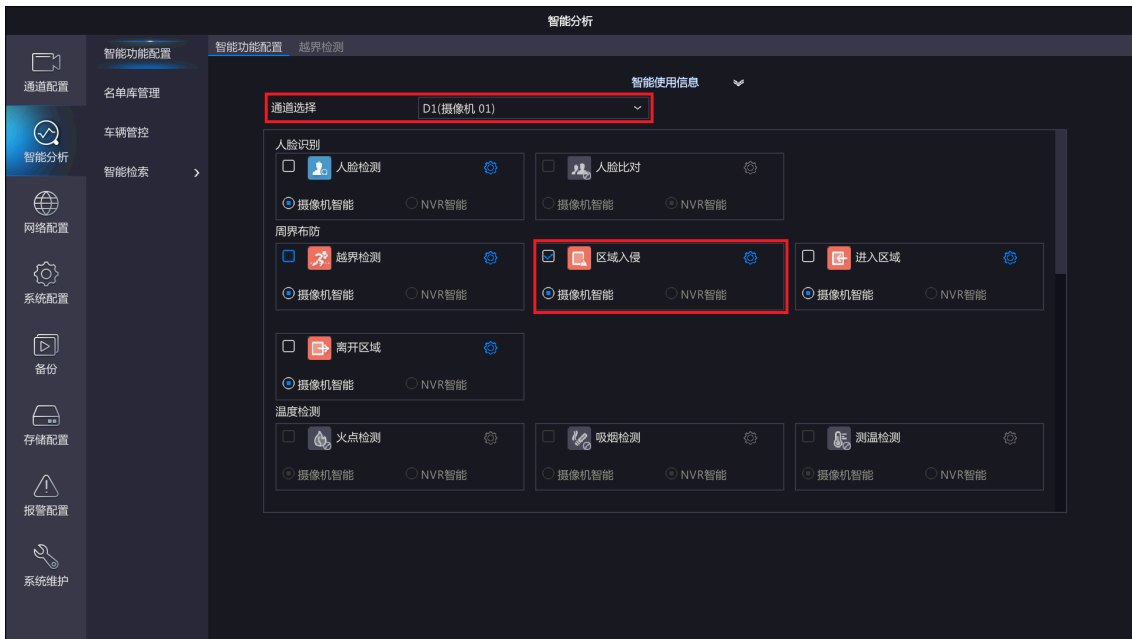 智能分析
通道配置
智能分析
网络配置
系统配置
备份
存储配置
报警配置
系统维护
智能功能配置
名单库管理
车辆管控
智能检索
智能功能配置 越界检测
智能使用信息
通道选择 D1(摄像机 01)
人脸识别
人脸检测 人脸比对
摄像机智能 NVR智能 摄像机智能 NVR智能
周界布防
越界检测 区域入侵 进入区域
摄像机智能 NVR智能 摄像机智能 NVR智能 摄像机智能 NVR智能
离开区域
摄像机智能 NVR智能
温度检测
火点检测 吸烟检测 测温检测
摄像机智能 NVR智能 摄像机智能 NVR智能 摄像机智能 NVR智能